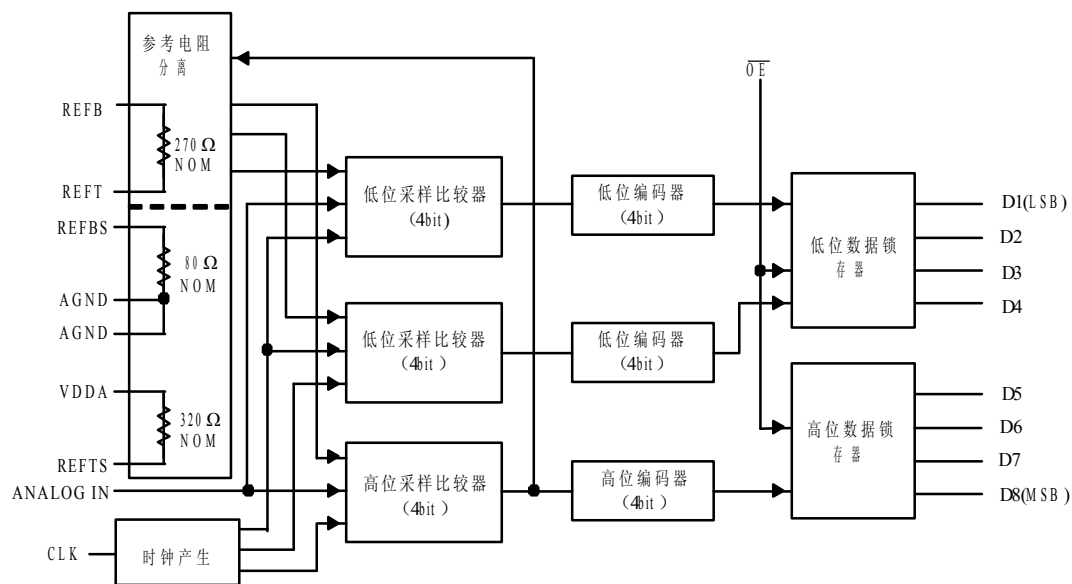 参考电阻
分离
REFB
270Ω
NOM
REFT
REFBS
80Ω
NOM
AGND
AGND
VDDA
320Ω
NOM
REFTS
ANALOG IN
CLK
时钟产生
低位采样比较器
(4bit)
低位采样比较器
(4bit)
高位采样比较器
(4bit)
低位编码器
(4bit)
低位编码器
(4bit)
高位编码器
(4bit)
OE
低位数据锁
存器
高位数据锁
存器
D1(LSB)
D2
D3
D4
D5
D6
D7
D8(MSB)